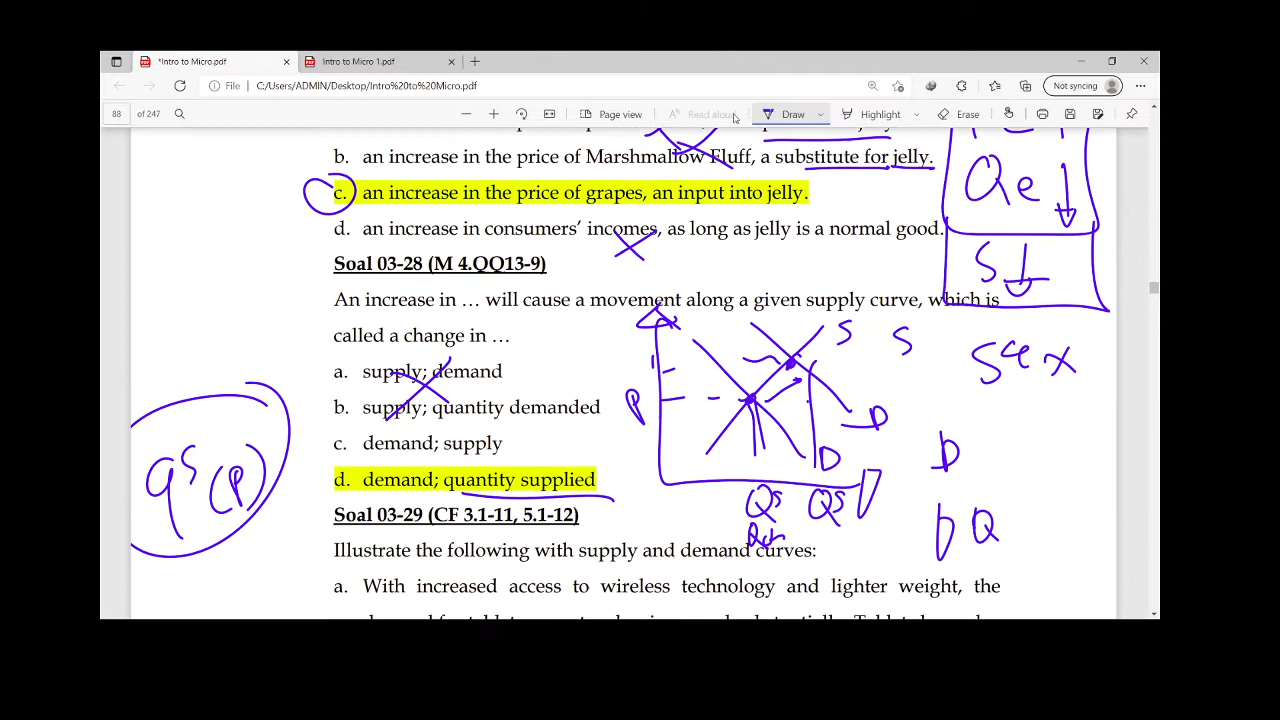 *Intro to Micro.pdf
Intro to Micro 1.pdf
File C:/Users/ADMIN/Desktop/Intro%20to%20Micro.pdf
Not syncing
88 of 247
Page view
Read aloud
Draw
Highlight
Erase
b. an increase in the price of Marshmallow Fluff, a substitute for jelly.
c. an increase in the price of grapes, an input into jelly.
d. an increase in consumers' incomes, as long as jelly is a normal good.
Qe ↓
S ↓
Soal 03-28 (M 4.QQ13-9)
An increase in … will cause a movement along a given supply curve, which is
called a change in …
a. supply; demand
b. supply; quantity demanded
c. demand; supply
d. demand; quantity supplied
S S
P
D
D
D
Qs Qs
Q
qs (P)
Soal 03-29 (CF 3.1-11, 5.1-12)
Illustrate the following with supply and demand curves:
a. With increased access to wireless technology and lighter weight, the